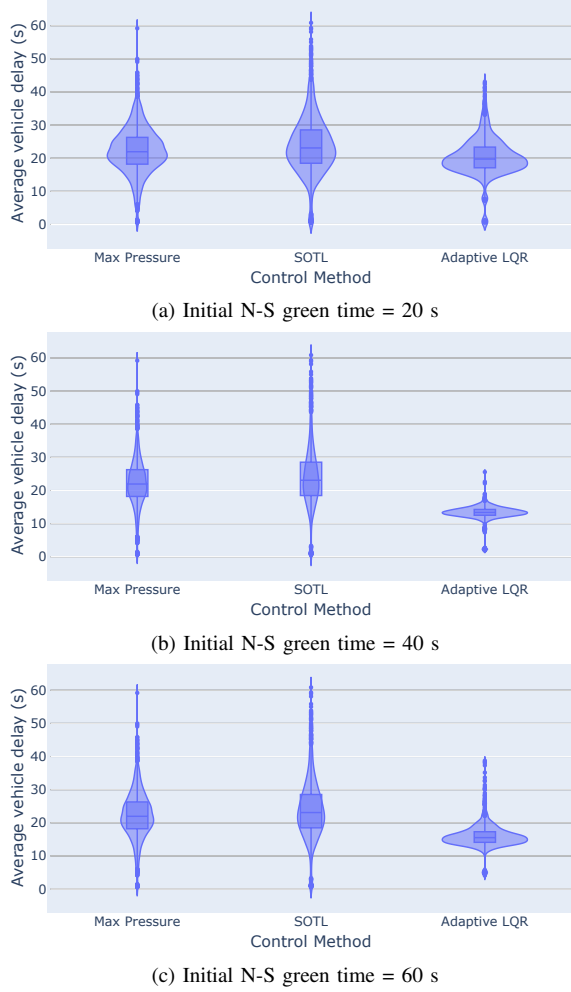 Average vehicle delay (s)
60
50
40
30
20
10
0
Max Pressure SOTL Adaptive LQR
Control Method
(a) Initial N-S green time = 20 s
Average vehicle delay (s)
60
50
40
30
20
10
0
Max Pressure SOTL Adaptive LQR
Control Method
(b) Initial N-S green time = 40 s
Average vehicle delay (s)
60
50
40
30
20
10
0
Max Pressure SOTL Adaptive LQR
Control Method
(c) Initial N-S green time = 60 s